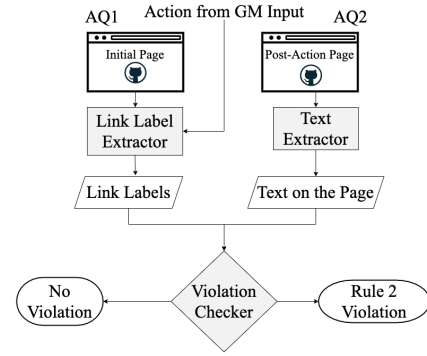 AQ1
Action from GM Input
AQ2
Initial Page
Post-Action Page
Link Label
Extractor
Text
Extractor
Link Labels
Text on the Page
No
Violation
Violation
Checker
Rule 2
Violation